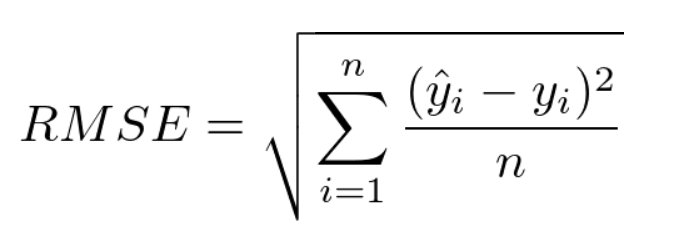 RMSE = \sqrt{\sum_{i=1}^{n} \frac{(\hat{y}_i - y_i)^2}{n}}